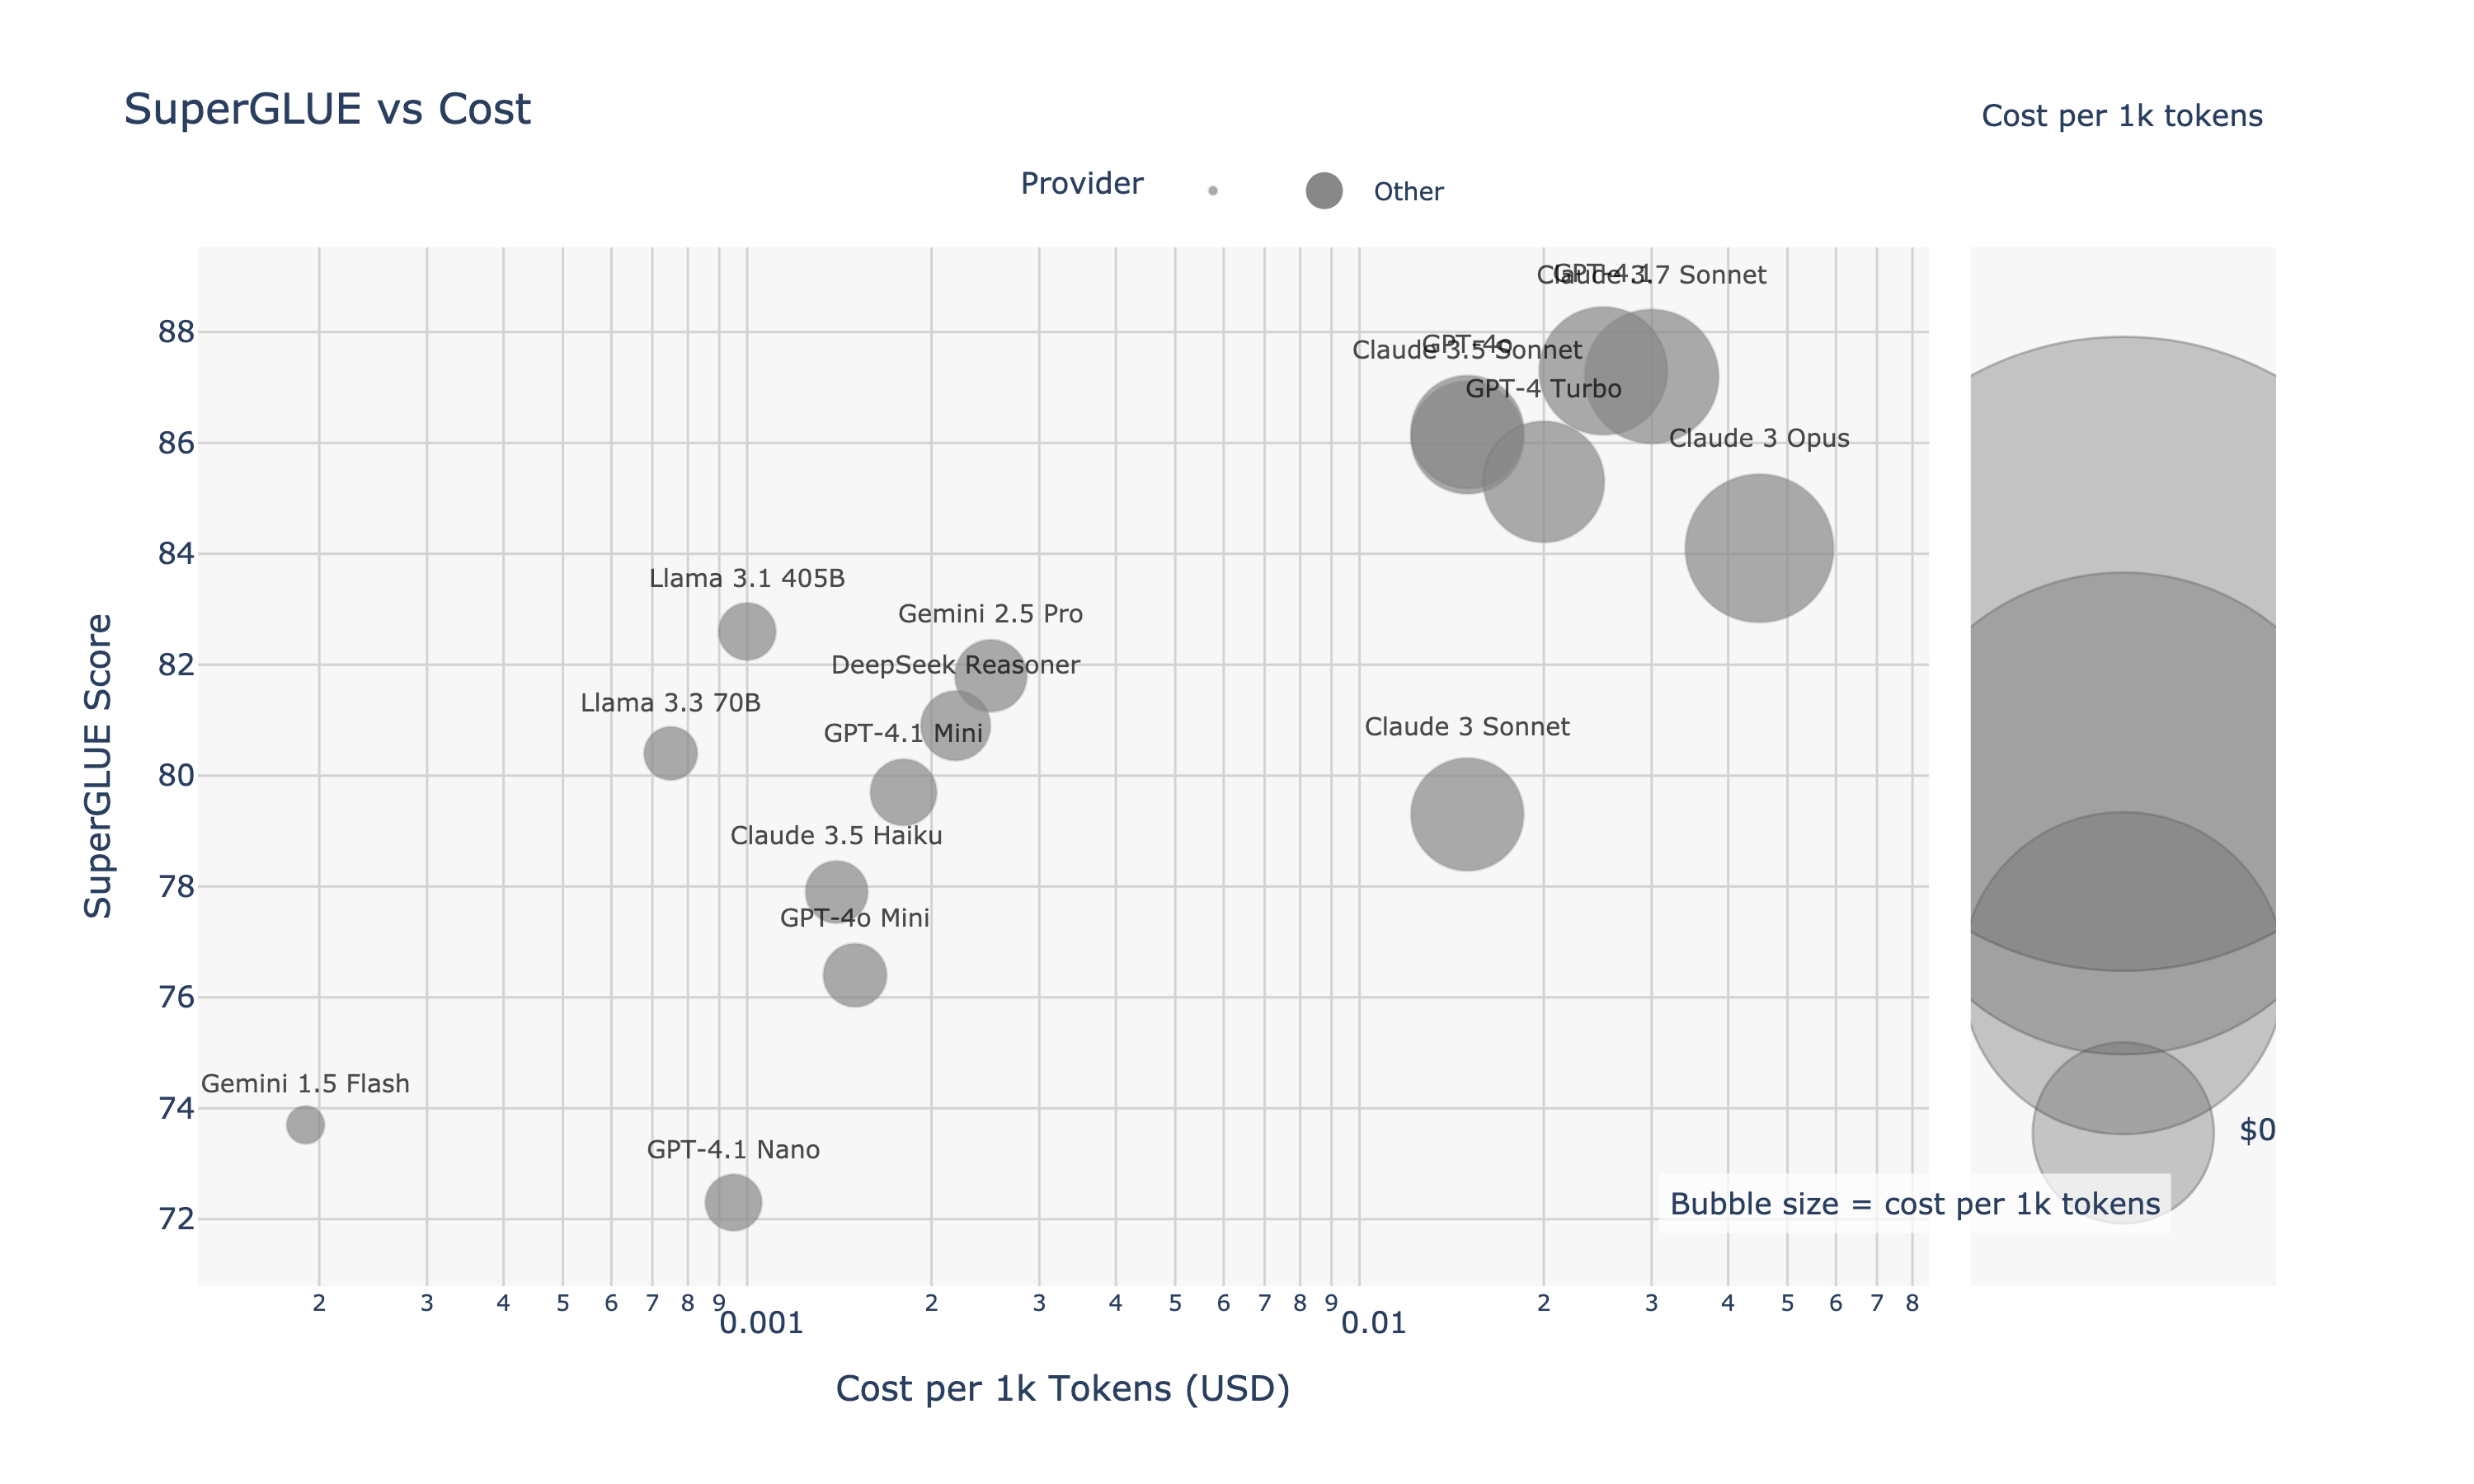 SuperGLUE vs Cost
Cost per 1k tokens
Provider
Other
GPT-4.1
Claude 3.7 Sonnet
GPT-4o
Claude 3.5 Sonnet
GPT-4 Turbo
Claude 3 Opus
Llama 3.1 405B
Gemini 2.5 Pro
DeepSeek Reasoner
Llama 3.3 70B
GPT-4.1 Mini
Claude 3 Sonnet
Claude 3.5 Haiku
GPT-4o Mini
Gemini 1.5 Flash
GPT-4.1 Nano
$0
Bubble size = cost per 1k tokens
SuperGLUE Score
88
86
84
82
80
78
76
74
72
2 3 4 5 6 7 8 9 2 3 4 5 6 7 8 9 2 3 4 5 6 7 8
0.001 0.01
Cost per 1k Tokens (USD)